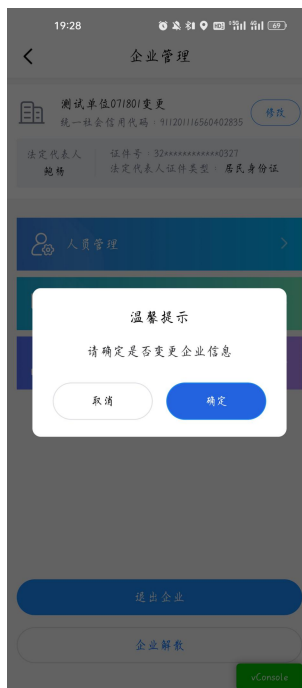 19:28
企业管理
测试单位071801变更
统一社会信用代码：911201116560402835
修改
法定代表人
证件号：32************0327
鲍杨
法定代表人证件类型：居民身份证
人员管理
温馨提示
请确定是否变更企业信息
取消
确定
退出企业
企业解散
vConsole